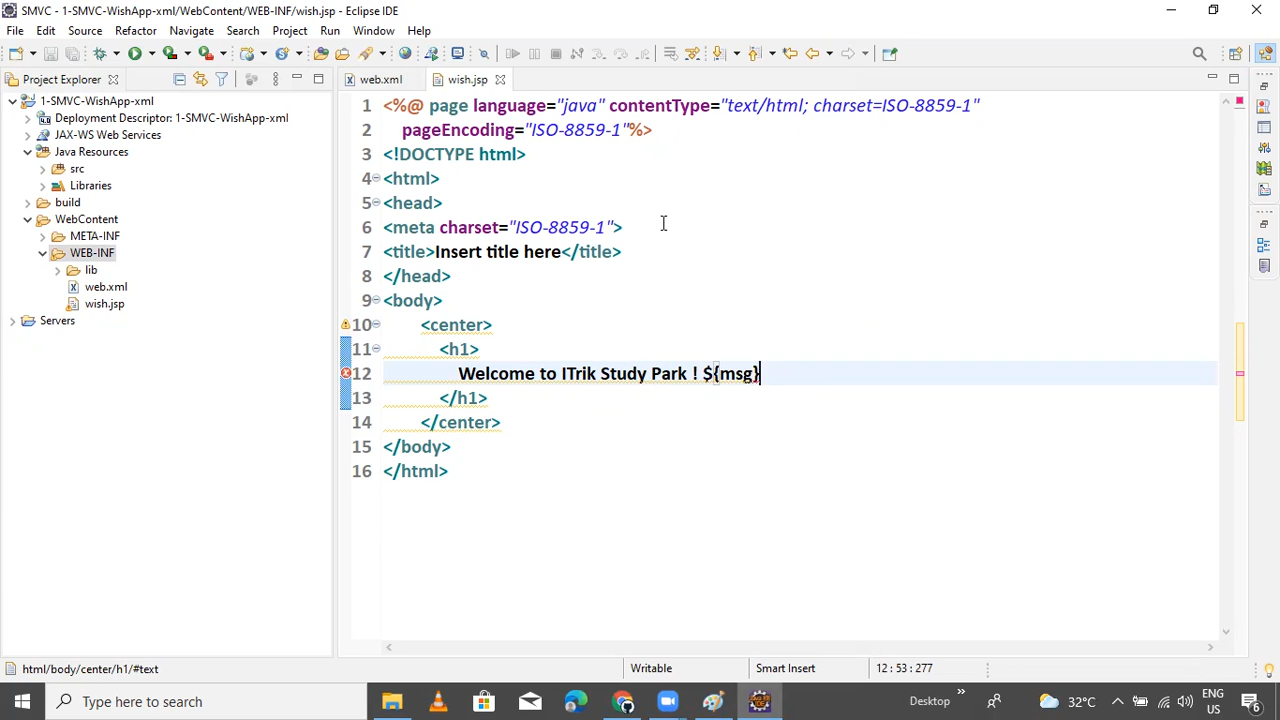 SMVC - 1-SMVC-WishApp-xml/WebContent/WEB-INF/wish.jsp - Eclipse IDE
File Edit Source Refactor Navigate Search Project Run Window Help
Project Explorer
web.xml
wish.jsp
1-SMVC-WishApp-xml
Deployment Descriptor: 1-SMVC-WishApp-xml
JAX-WS Web Services
Java Resources
src
Libraries
build
WebContent
META-INF
WEB-INF
lib
web.xml
wish.jsp
Servers
1 <%@ page language="java" contentType="text/html; charset=ISO-8859-1"
2 pageEncoding="ISO-8859-1"%>
3 <!DOCTYPE html>
4 <html>
5 <head>
6 <meta charset="ISO-8859-1">
7 <title>Insert title here</title>
8 </head>
9 <body>
10 <center>
11 <h1>
12 Welcome to ITrik Study Park ! ${msg}
13 </h1>
14 </center>
15 </body>
16 </html>
html/body/center/h1/#text
Writable
Smart Insert
12 : 53 : 277
Type here to search
Desktop
32°C
ENG
US
6